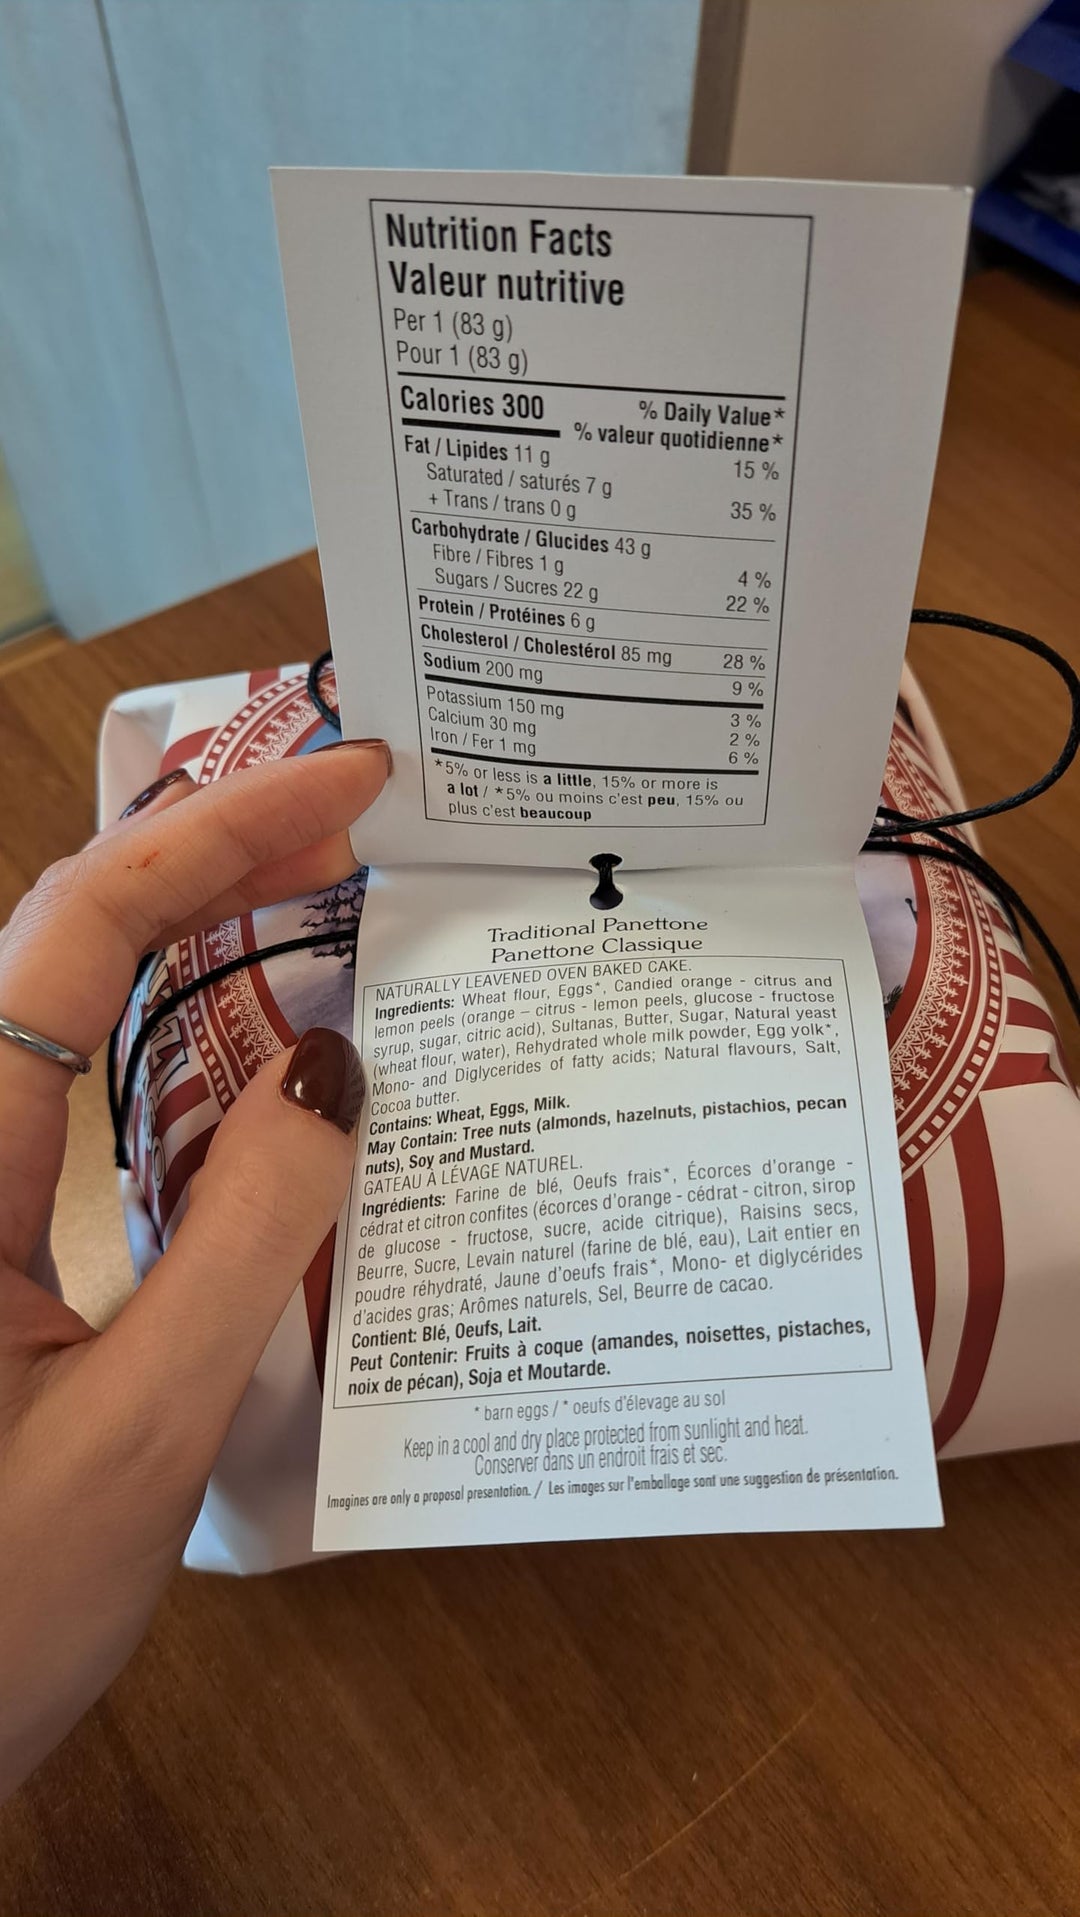 Nutrition Facts
Valeur nutritive
Per 1 (83 g)
Pour 1 (83 g)
Calories 300
% Daily Value*
% valeur quotidienne*
Fat / Lipides 11 g 15 %
Saturated / saturés 7 g
+ Trans / trans 0 g 35 %
Carbohydrate / Glucides 43 g
Fibre / Fibres 1 g 4 %
Sugars / Sucres 22 g 22 %
Protein / Protéines 6 g
Cholesterol / Cholestérol 85 mg 28 %
Sodium 200 mg 9 %
Potassium 150 mg 3 %
Calcium 30 mg 2 %
Iron / Fer 1 mg 6 %
*5% or less is a little, 15% or more is
a lot / *5% ou moins c'est peu, 15% ou
plus c'est beaucoup
Traditional Panettone
Panettone Classique
NATURALLY LEAVENED OVEN BAKED CAKE.
Ingredients: Wheat flour, Eggs*, Candied orange - citrus and
lemon peels (orange – citrus - lemon peels, glucose - fructose
syrup, sugar, citric acid), Sultanas, Butter, Sugar, Natural yeast
(wheat flour, water), Rehydrated whole milk powder, Egg yolk*,
Mono- and Diglycerides of fatty acids; Natural flavours, Salt,
Cocoa butter.
Contains: Wheat, Eggs, Milk.
May Contain: Tree nuts (almonds, hazelnuts, pistachios, pecan
nuts), Soy and Mustard.
GATEAU À LÉVAGE NATUREL.
Ingrédients: Farine de blé, Oeufs frais*, Écorces d'orange -
cédrat et citron confites (écorces d'orange - cédrat - citron, sirop
de glucose - fructose, sucre, acide citrique), Raisins secs,
Beurre, Sucre, Levain naturel (farine de blé, eau), Lait entier en
poudre réhydraté, Jaune d'oeufs frais*, Mono- et diglycérides
d'acides gras; Arômes naturels, Sel, Beurre de cacao.
Contient: Blé, Oeufs, Lait.
Peut Contenir: Fruits à coque (amandes, noisettes, pistaches,
noix de pécan), Soja et Moutarde.
* barn eggs / * oeufs d'élevage au sol
Keep in a cool and dry place protected from sunlight and heat.
Conserver dans un endroit frais et sec.
Imagines are only a proposal presentation. / Les images sur l'emballage sont une suggestion de présentation.